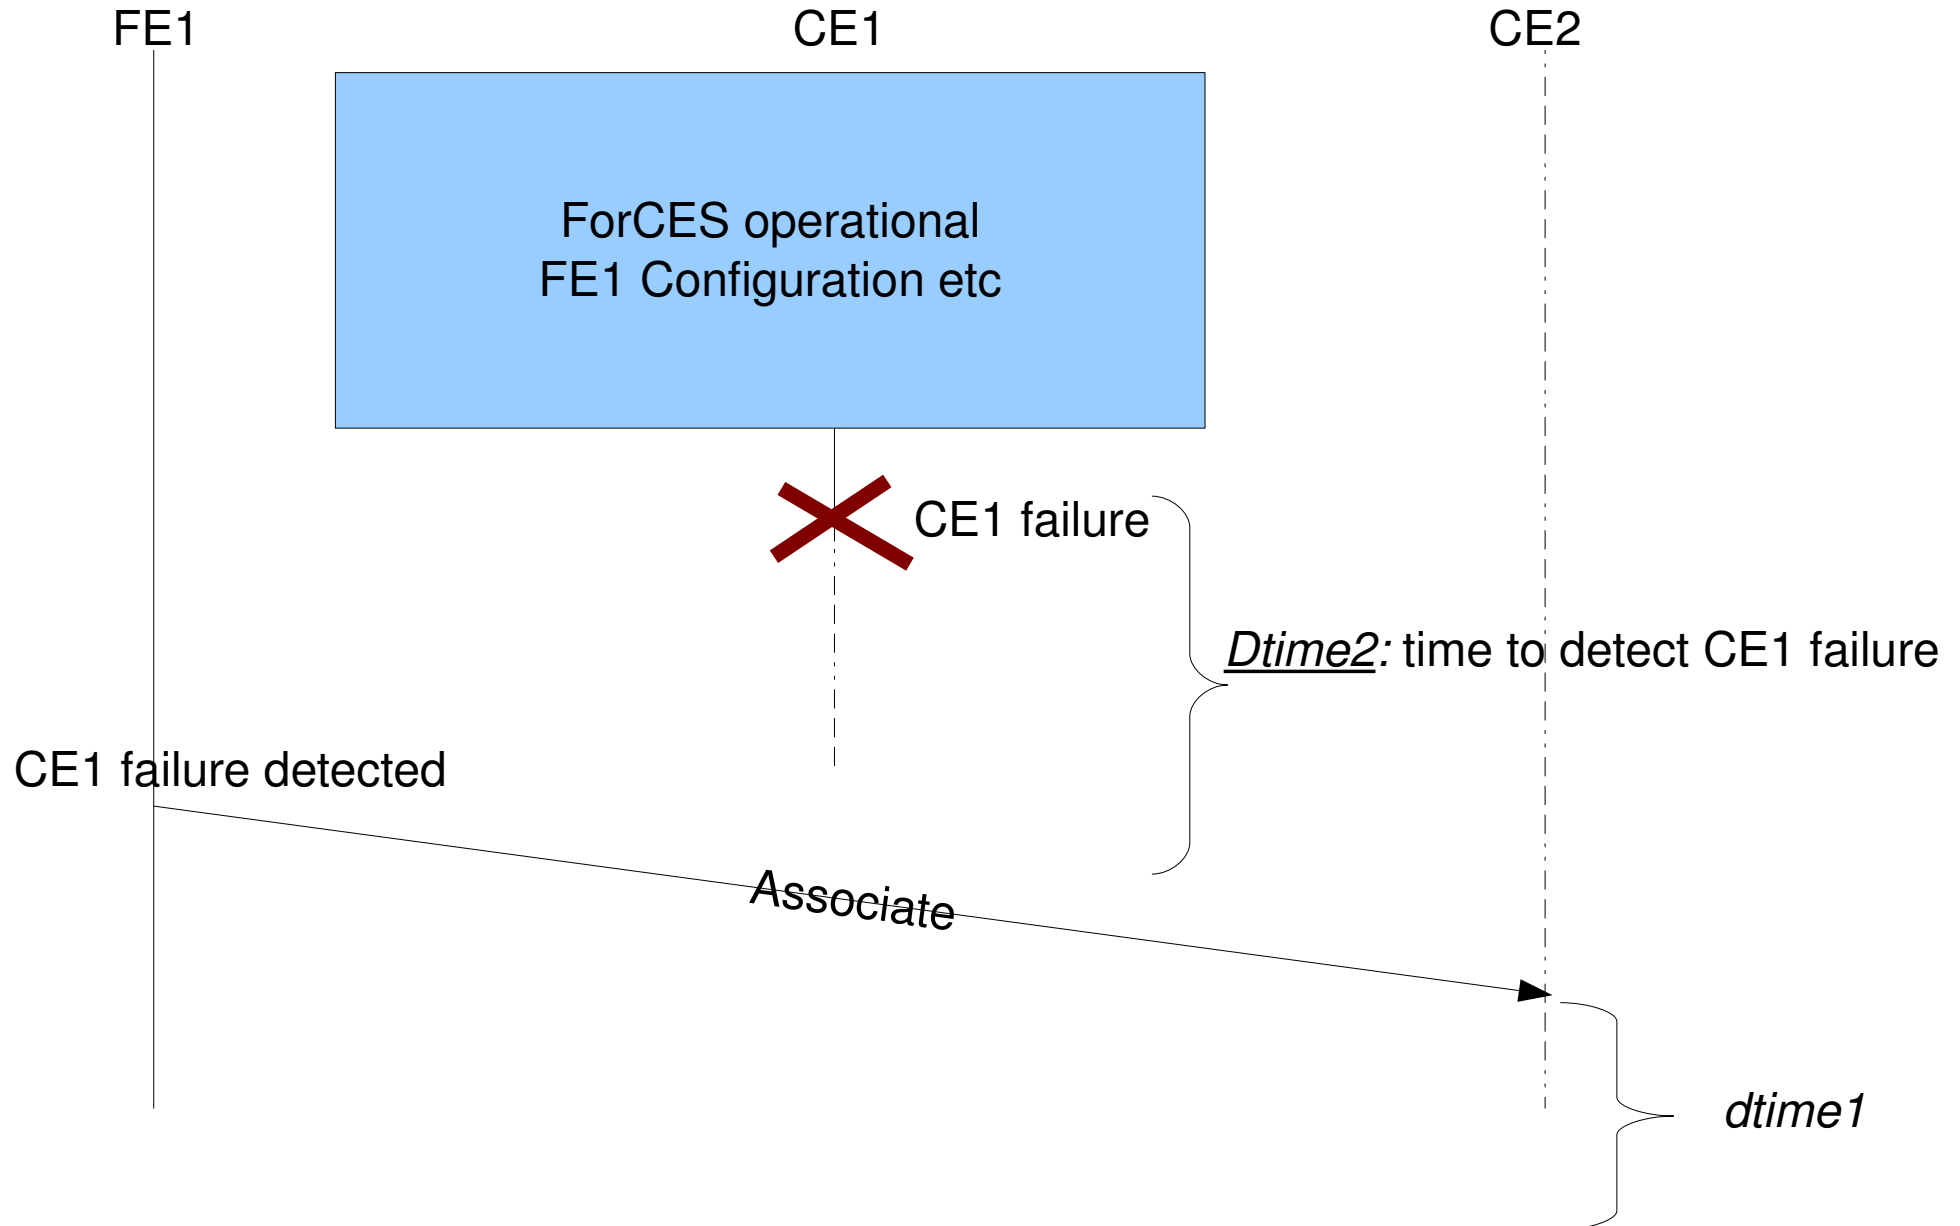 FE1
CE1
CE2
ForCES operational
FE1 Configuration etc
CE1 failure
Dtime2: time to detect CE1 failure
CE1 failure detected
Associate
dtime1